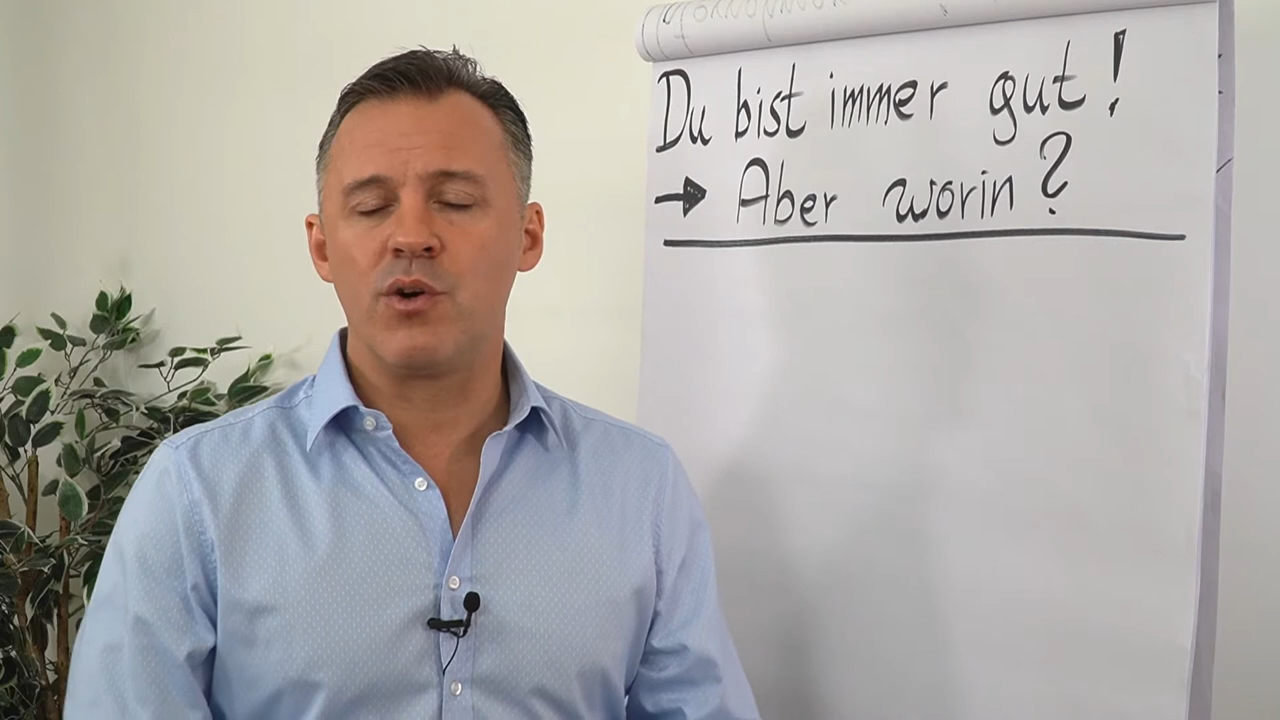 Du bist immer gut!
→ Aber worin?